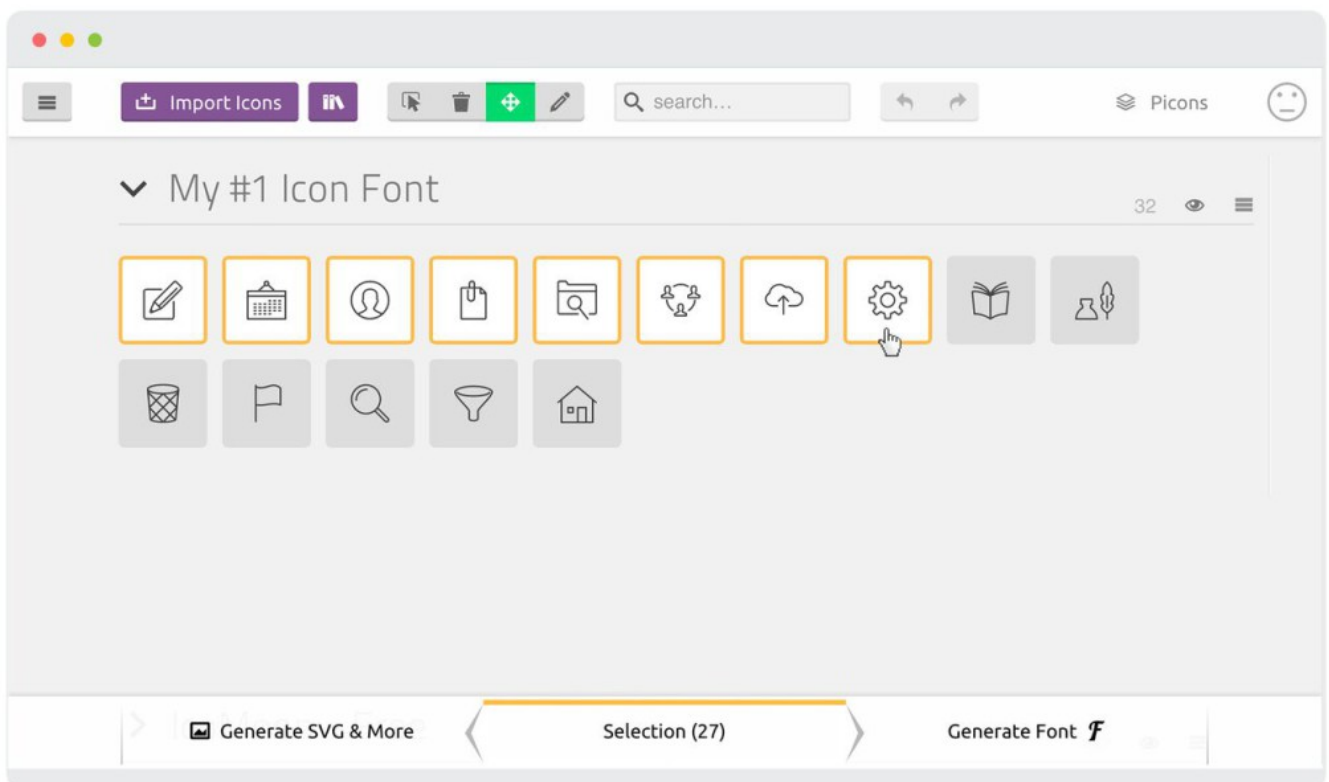 Import Icons
search...
Picons
My #1 Icon Font
32
Generate SVG & More
Selection (27)
Generate Font F